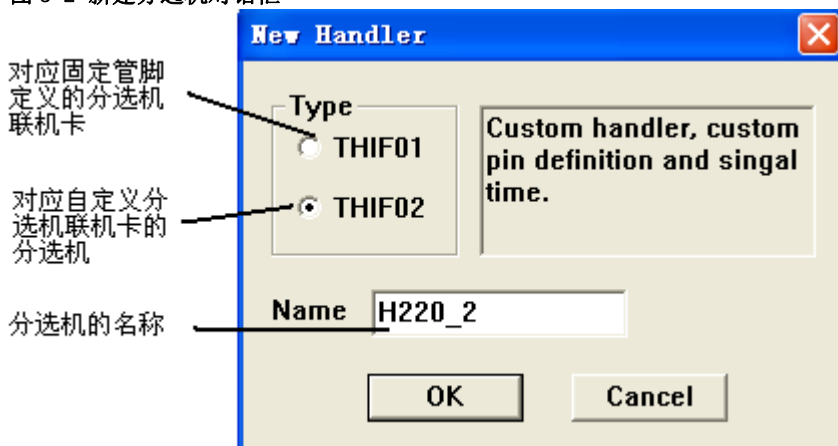 New Handler
对应固定管脚
定义的分选机
联机卡
Type
THIF01
THIF02
Custom handler, custom
pin definition and singal
time.
对应自定义分
选机联机卡的
分选机
分选机的名称
Name
H220_2
OK
Cancel